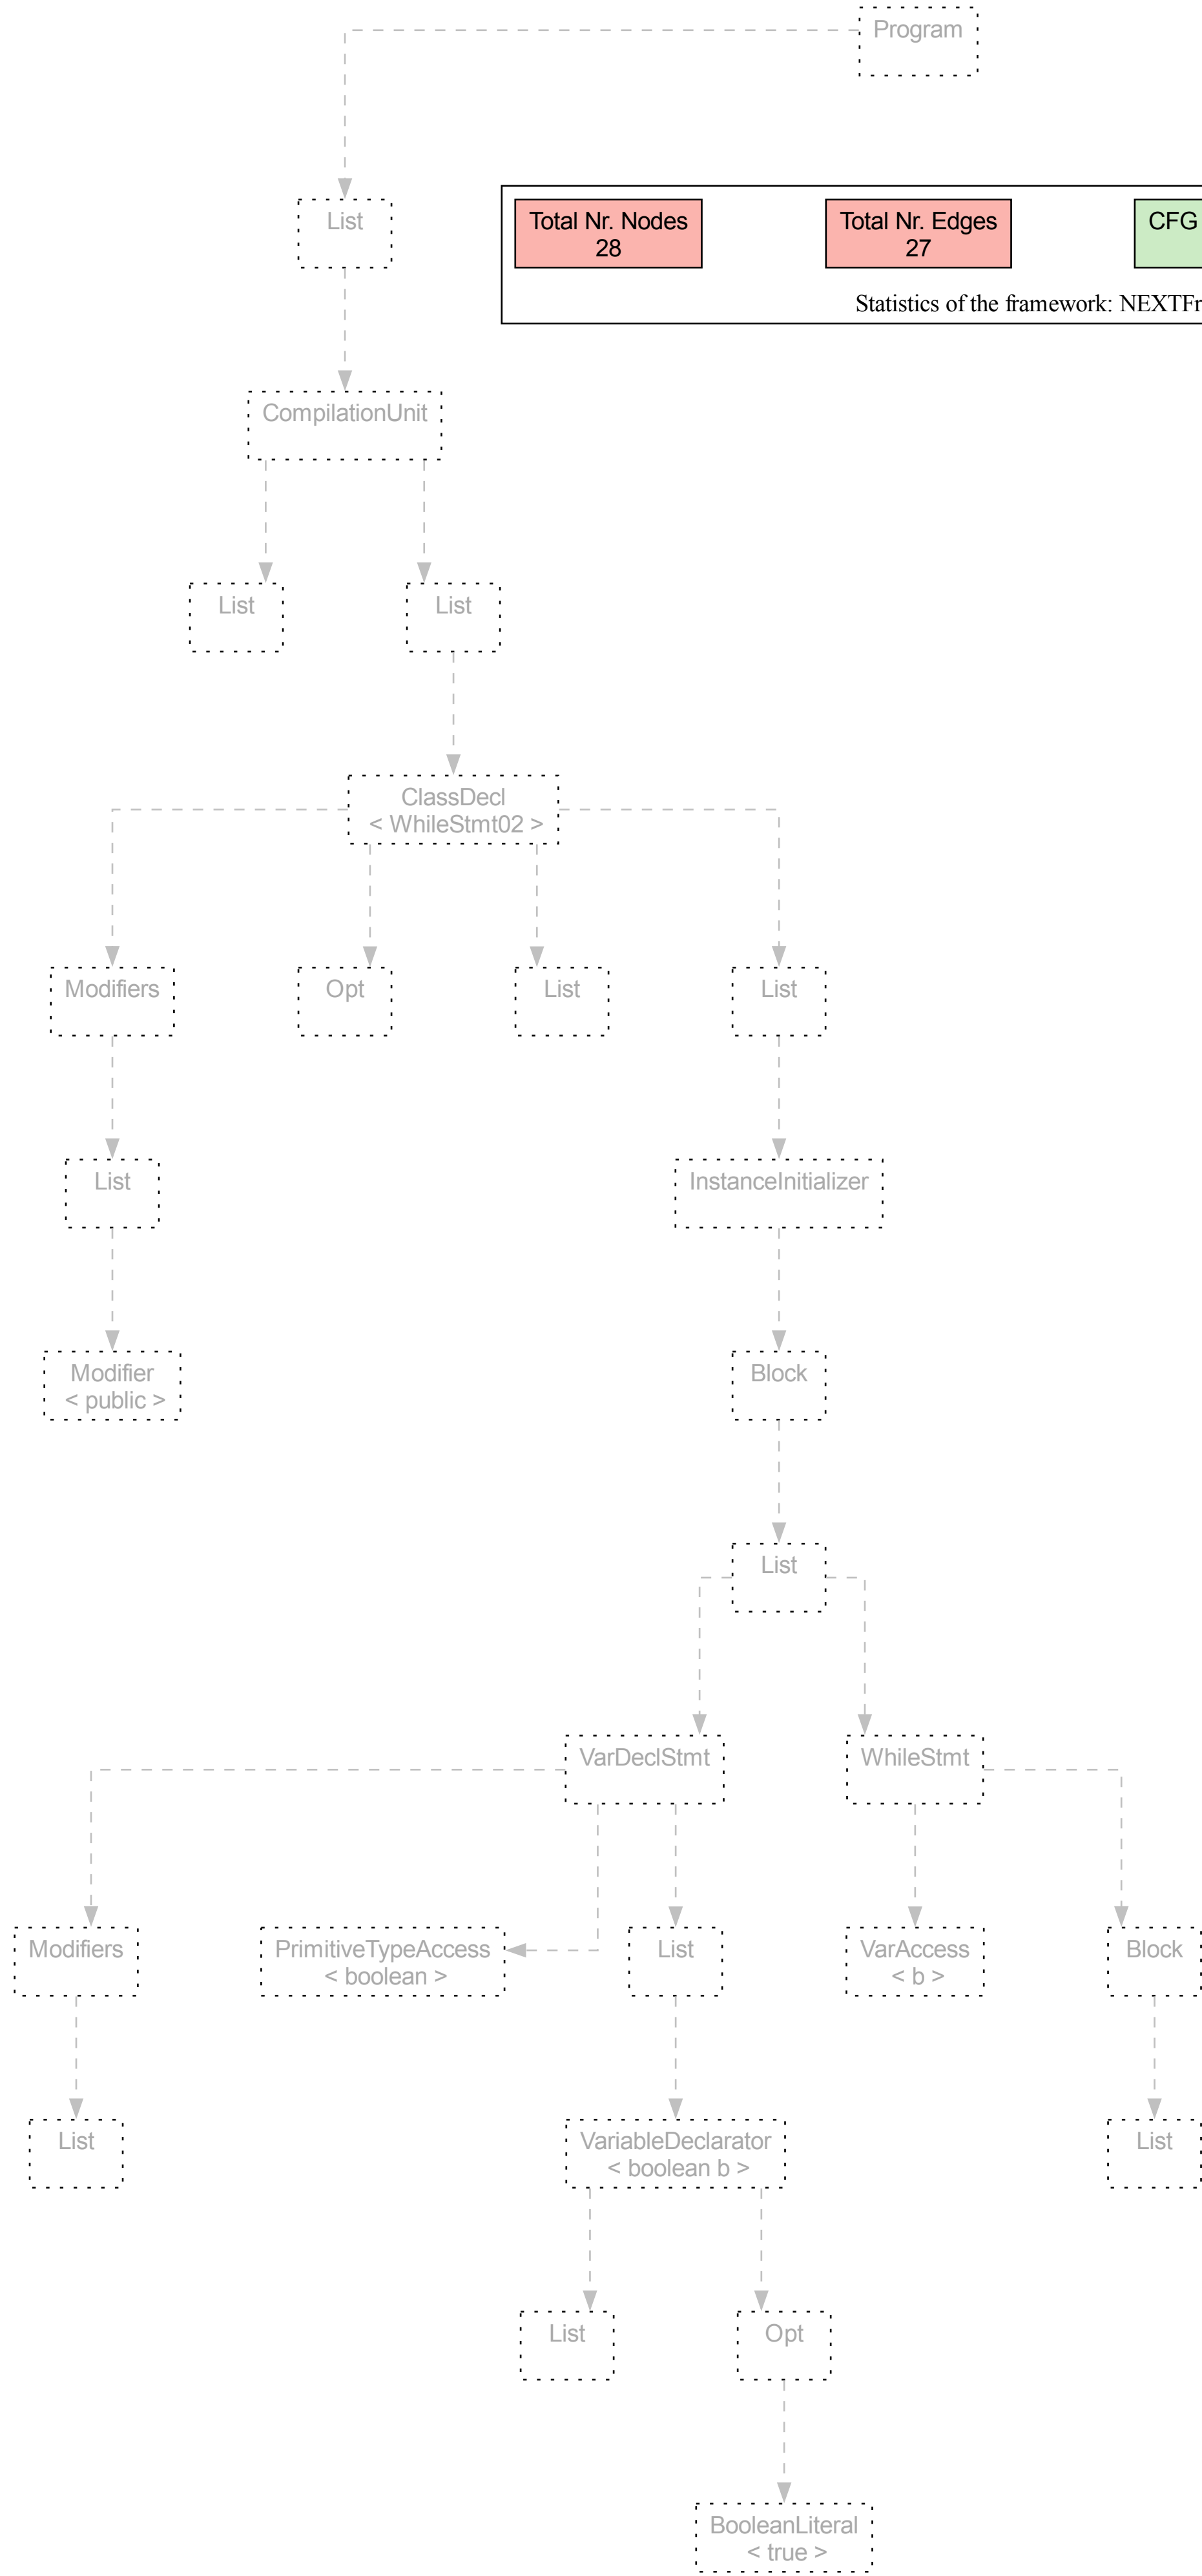 Program
List
Total Nr. Nodes
28
Total Nr. Edges
27
CFG
Statistics of the framework: NEXTFr
CompilationUnit
List
List
ClassDecl
< WhileStmt02 >
Modifiers
Opt
List
List
List
InstanceInitializer
Modifier
< public >
Block
List
VarDeclStmt
WhileStmt
Modifiers
PrimitiveTypeAccess
< boolean >
List
VarAccess
< b >
Block
List
VariableDeclarator
< boolean b >
List
List
Opt
BooleanLiteral
< true >